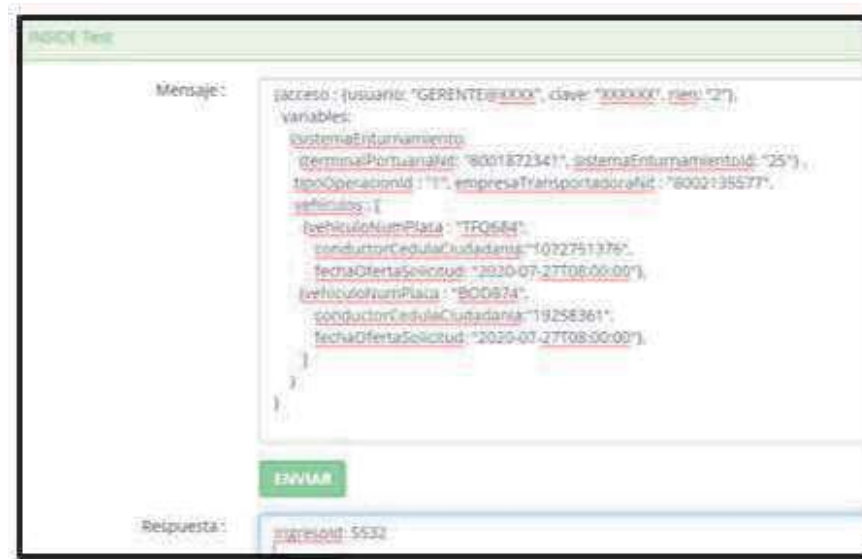 INSIDE Test
Mensaje :
{acceso : {usuario: "GERENTE@XXXX", clave: "XXXXXX", rien: "2"},
variables:
{sistemaEnturnamiento:
{terminalPortuariaNit: "8001872341", sistemaEnturnamientoId: "25"} ,
tipoOperacionId : "1", empresaTransportadoraNit : "8002135577",
vehiculos : [
{vehiculoNumPlaca : "TFQ684",
conductorCedulaCiudadania:"1072751376",
fechaOfertaSolicitud: "2020-07-27T08:00:00"},
{vehiculoNumPlaca : "BOD874",
conductorCedulaCiudadania:"19258361",
fechaOfertaSolicitud: "2020-07-27T08:00:00"},
]
}
}
ENVIAR
Respuesta :
ingresoId: 5532